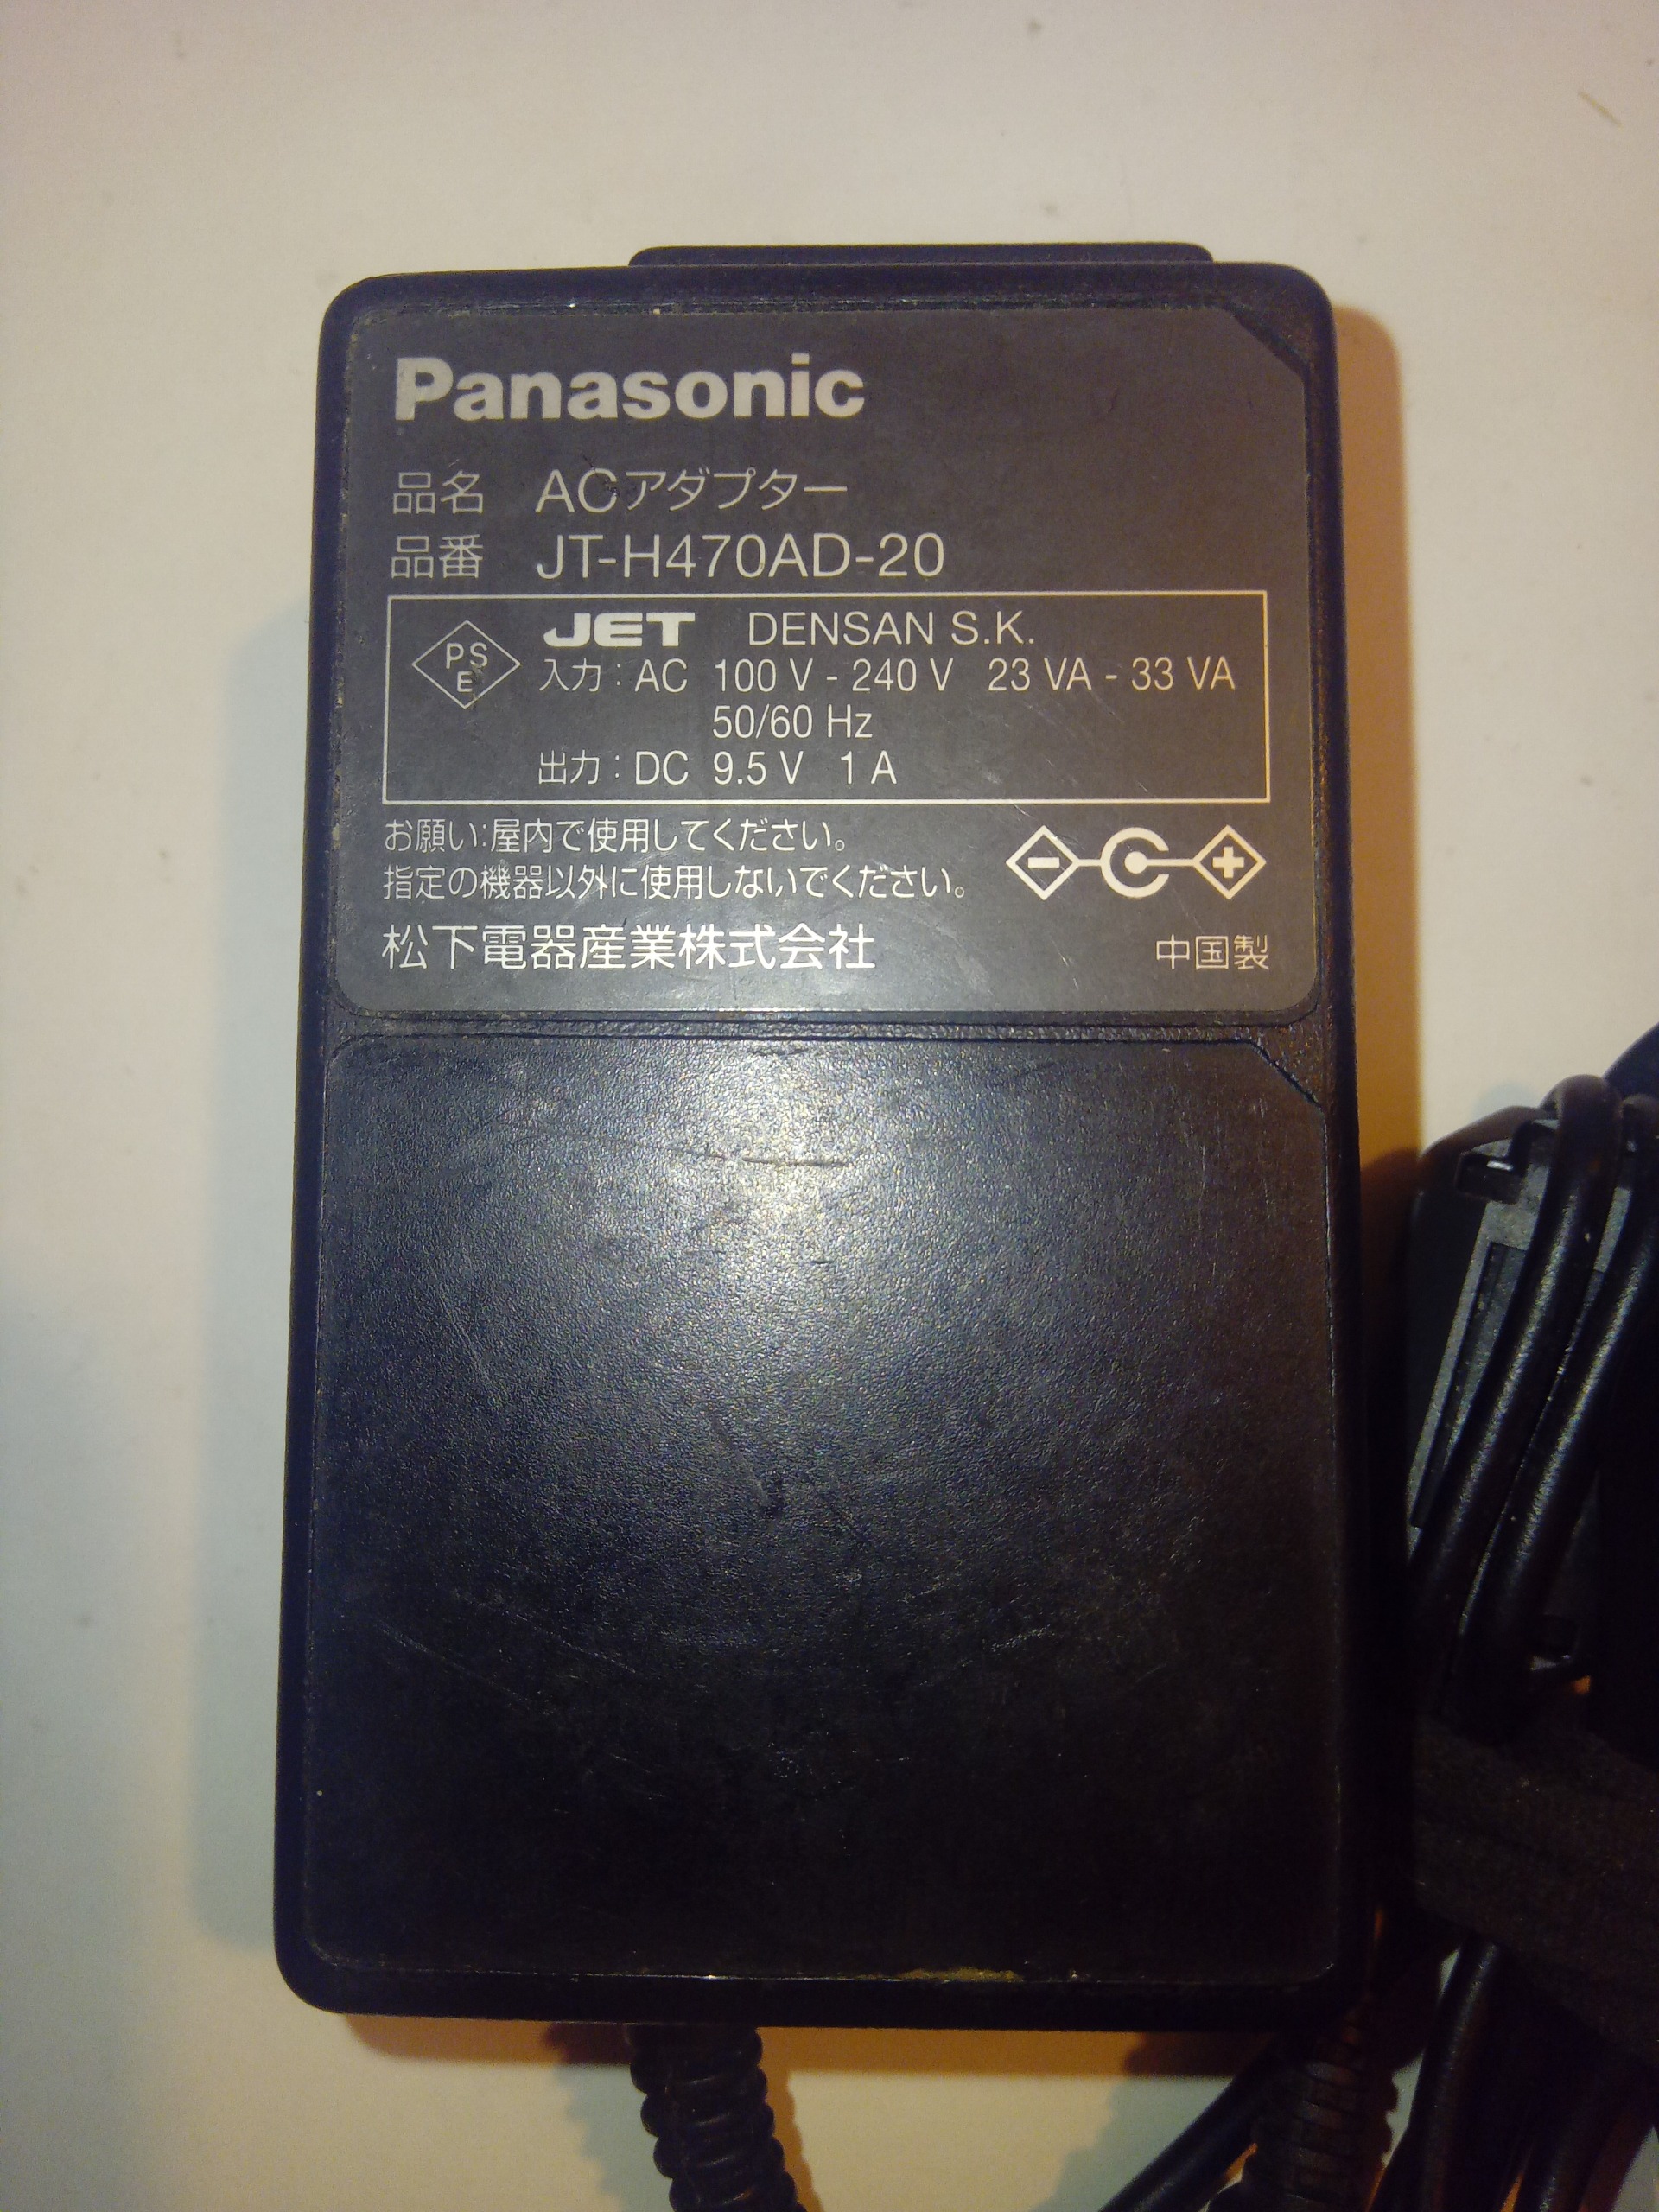 Panasonic
品名 ACアダプター
品番 JT-H470AD-20
PSE JET DENSAN S.K.
入力：AC 100 V - 240 V 23 VA - 33 VA
50/60 Hz
出力：DC 9.5 V 1 A
お願い：屋内で使用してください。
指定の機器以外に使用しないでください。
- +
松下電器産業株式会社 中国製